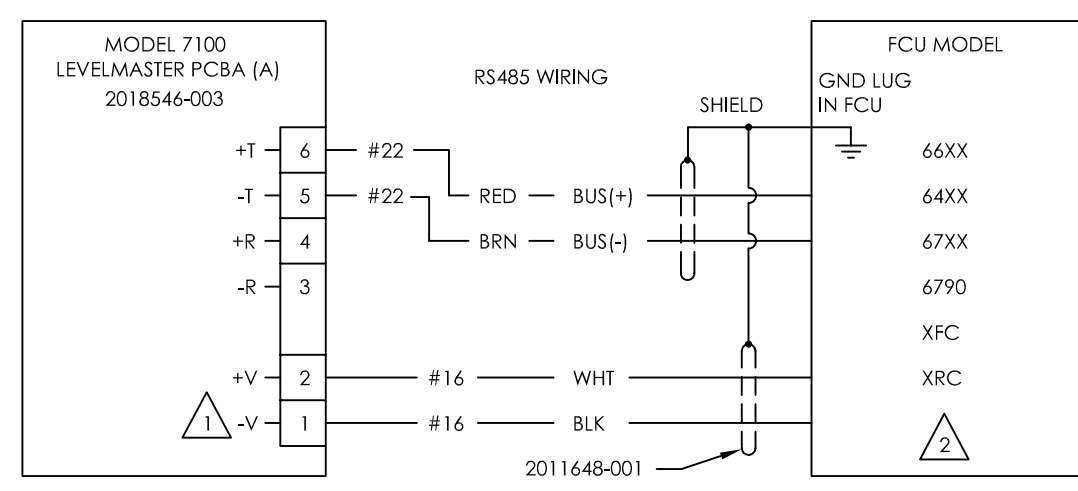 MODEL 7100
LEVELMASTER PCBA (A)
2018546-003
RS485 WIRING
SHIELD
FCU MODEL
GND LUG
IN FCU
+T 6 #22
66XX
-T 5 #22 RED BUS(+)
64XX
+R 4 BRN BUS(-)
67XX
-R 3
6790
XFC
+V 2 #16 WHT
XRC
1 -V 1 #16 BLK
2
2011648-001